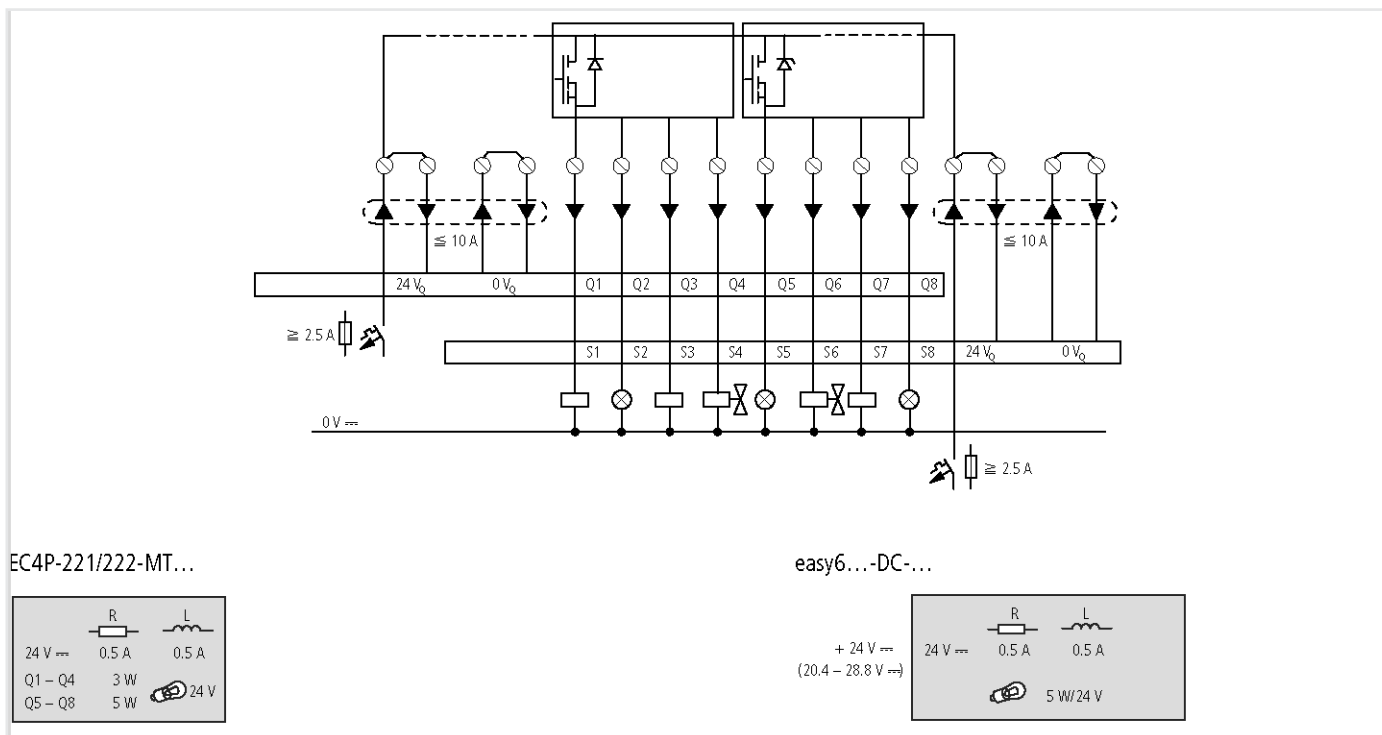 ≦ 10 A
≦ 10 A
24 VQ 0 VQ Q1 Q2 Q3 Q4 Q5 Q6 Q7 Q8
≧ 2.5 A
S1 S2 S3 S4 S5 S6 S7 S8 24 VQ 0 VQ
0 V ⎓
≧ 2.5 A
EC4P-221/222-MT…
R L
24 V ⎓ 0.5 A 0.5 A
Q1 – Q4 3 W
24 V
Q5 – Q8 5 W
easy6…-DC-…
+ 24 V ⎓
(20.4 – 28.8 V ⎓)
R L
24 V ⎓ 0.5 A 0.5 A
5 W/24 V